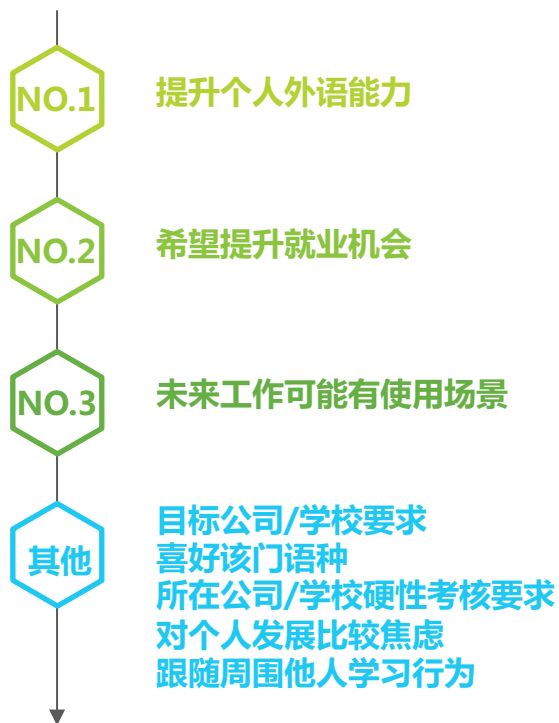 NO.1
提升个人外语能力
NO.2
希望提升就业机会
NO.3
未来工作可能有使用场景
其他
目标公司/学校要求
喜好该门语种
所在公司/学校硬性考核要求
对个人发展比较焦虑
跟随周围他人学习行为